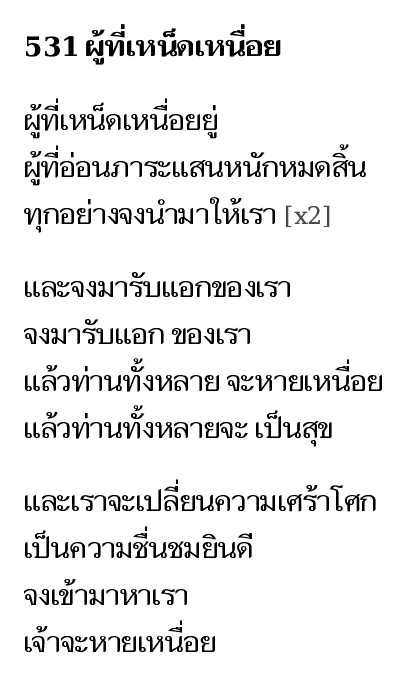 531 ผู้ที่เหน็ดเหนื่อย
ผู้ที่เหน็ดเหนื่อยอยู่
ผู้ที่อ่อนภาระแสนหนักหมดสิ้น
ทุกอย่างจงนำมาให้เรา [x2]
และจงมารับแอกของเรา
จงมารับแอก ของเรา
แล้วท่านทั้งหลาย จะหายเหนื่อย
แล้วท่านทั้งหลายจะ เป็นสุข
และเราจะเปลี่ยนความเศร้าโศก
เป็นความชื่นชมยินดี
จงเข้ามาหาเรา
เจ้าจะหายเหนื่อย